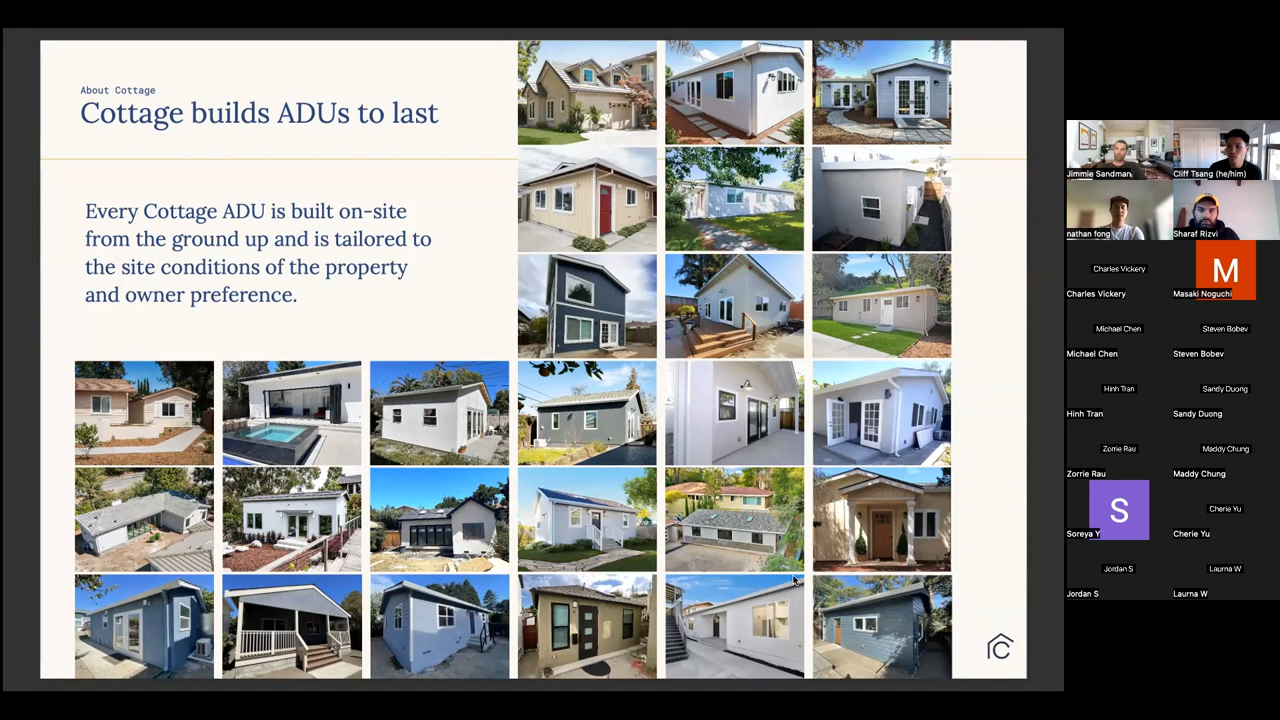 About Cottage
Cottage builds ADUs to last
Every Cottage ADU is built on-site
from the ground up and is tailored to
the site conditions of the property
and owner preference.
Jimmie Sandman
Cliff Tsang (he/him)
nathan fong
Sharaf Rizvi
Charles Vickery
Charles Vickery
M
Masaki Noguchi
Michael Chen
Michael Chen
Steven Bobev
Steven Bobev
Hinh Tran
Hinh Tran
Sandy Duong
Sandy Duong
Zorrie Rau
Zorrie Rau
Maddy Chung
Maddy Chung
S
Soreya Y
Cherie Yu
Cherie Yu
Jordan S
Jordan S
Laurna W
Laurna W